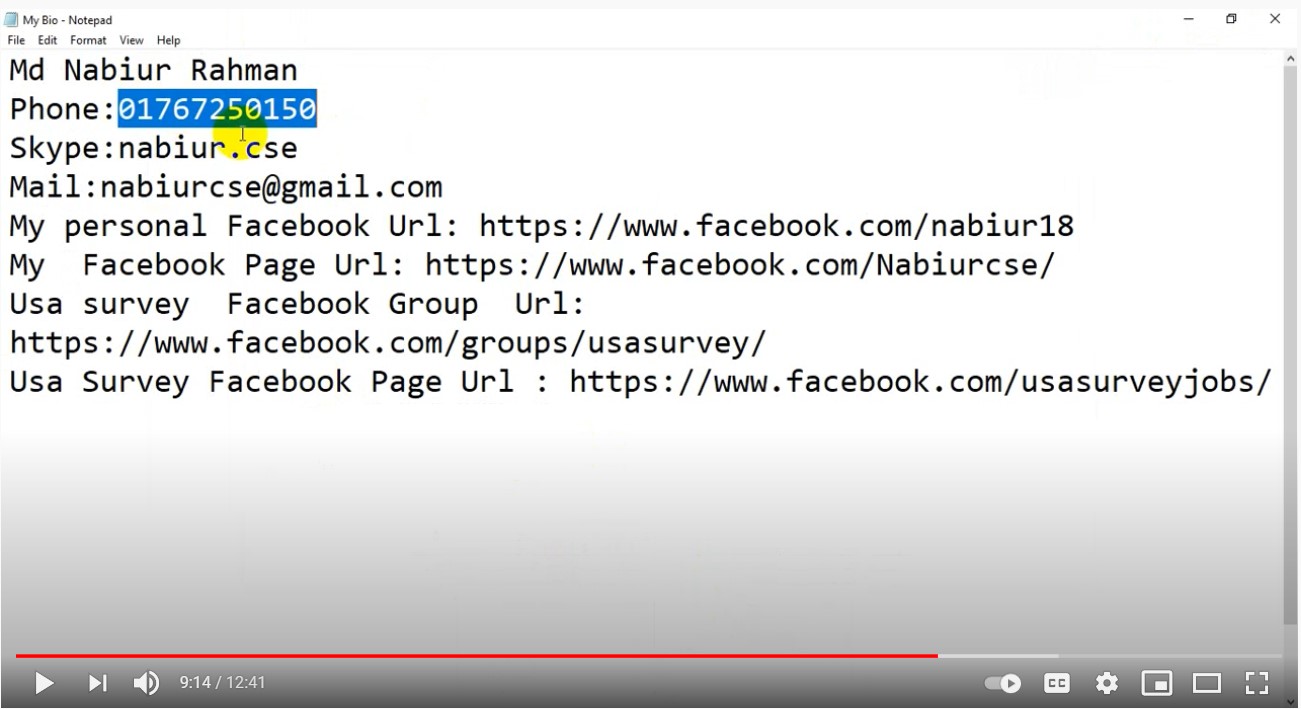 My Bio - Notepad
File Edit Format View Help
Md Nabiur Rahman
Phone:01767250150
Skype:nabiur.cse
Mail:nabiurcse@gmail.com
My personal Facebook Url: https://www.facebook.com/nabiur18
My  Facebook Page Url: https://www.facebook.com/Nabiurcse/
Usa survey  Facebook Group  Url:
https://www.facebook.com/groups/usasurvey/
Usa Survey Facebook Page Url : https://www.facebook.com/usasurveyjobs/
9:14 / 12:41 CC